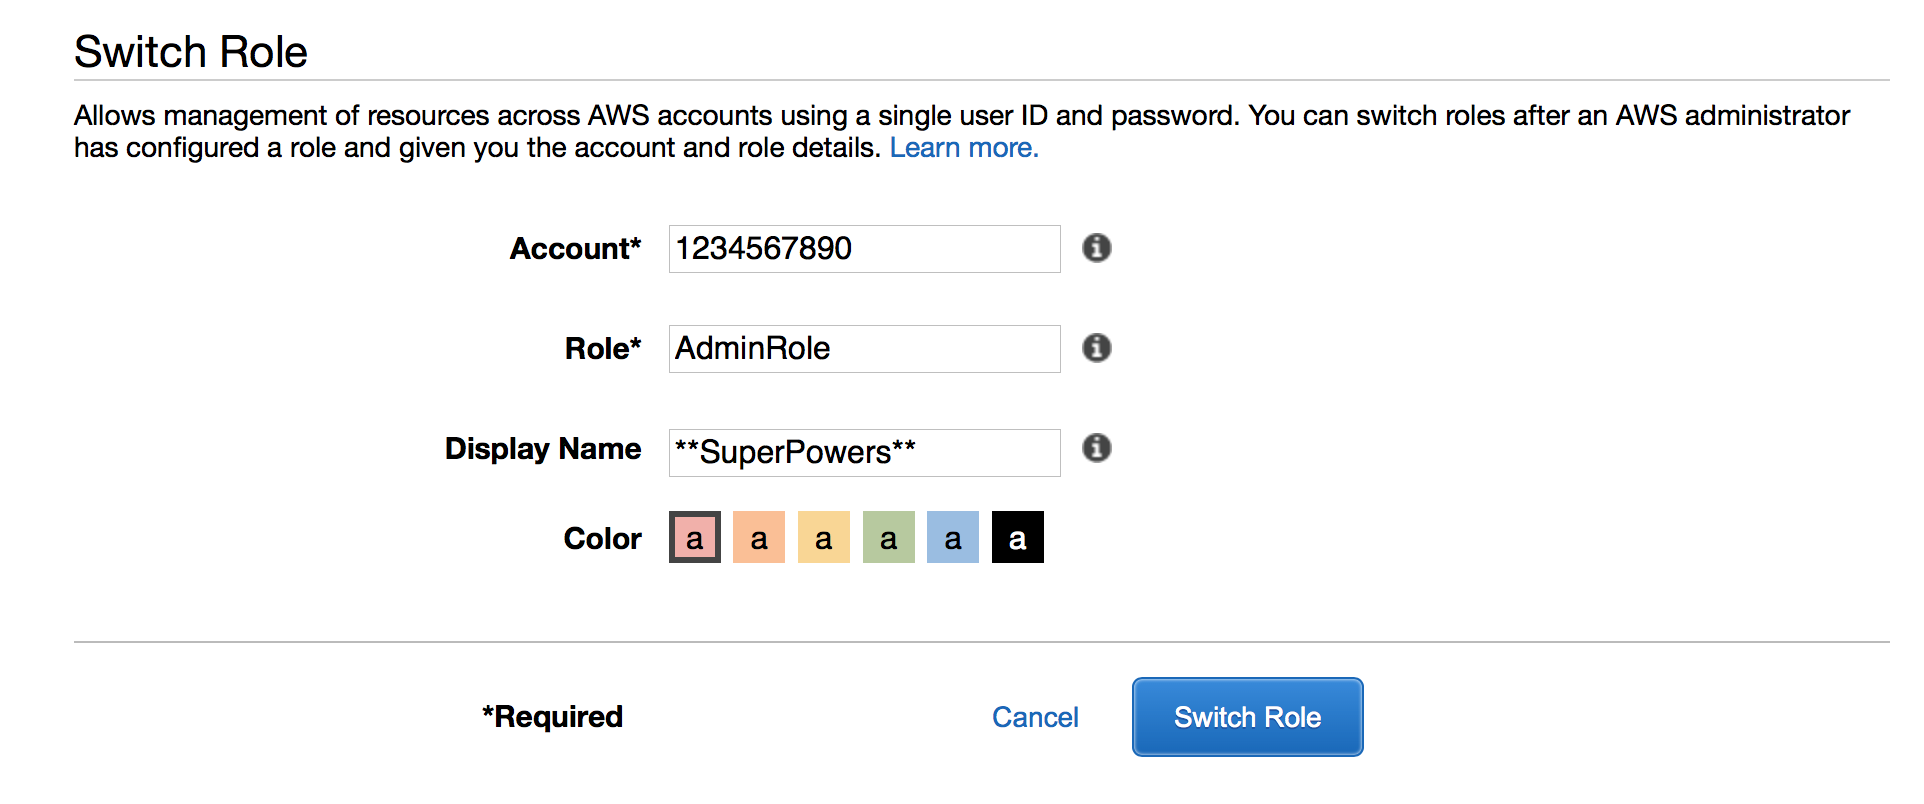 Switch Role
Allows management of resources across AWS accounts using a single user ID and password. You can switch roles after an AWS administrator
has configured a role and given you the account and role details. Learn more.
Account* 1234567890
Role* AdminRole
Display Name **SuperPowers**
Color a a a a a a
*Required Cancel Switch Role